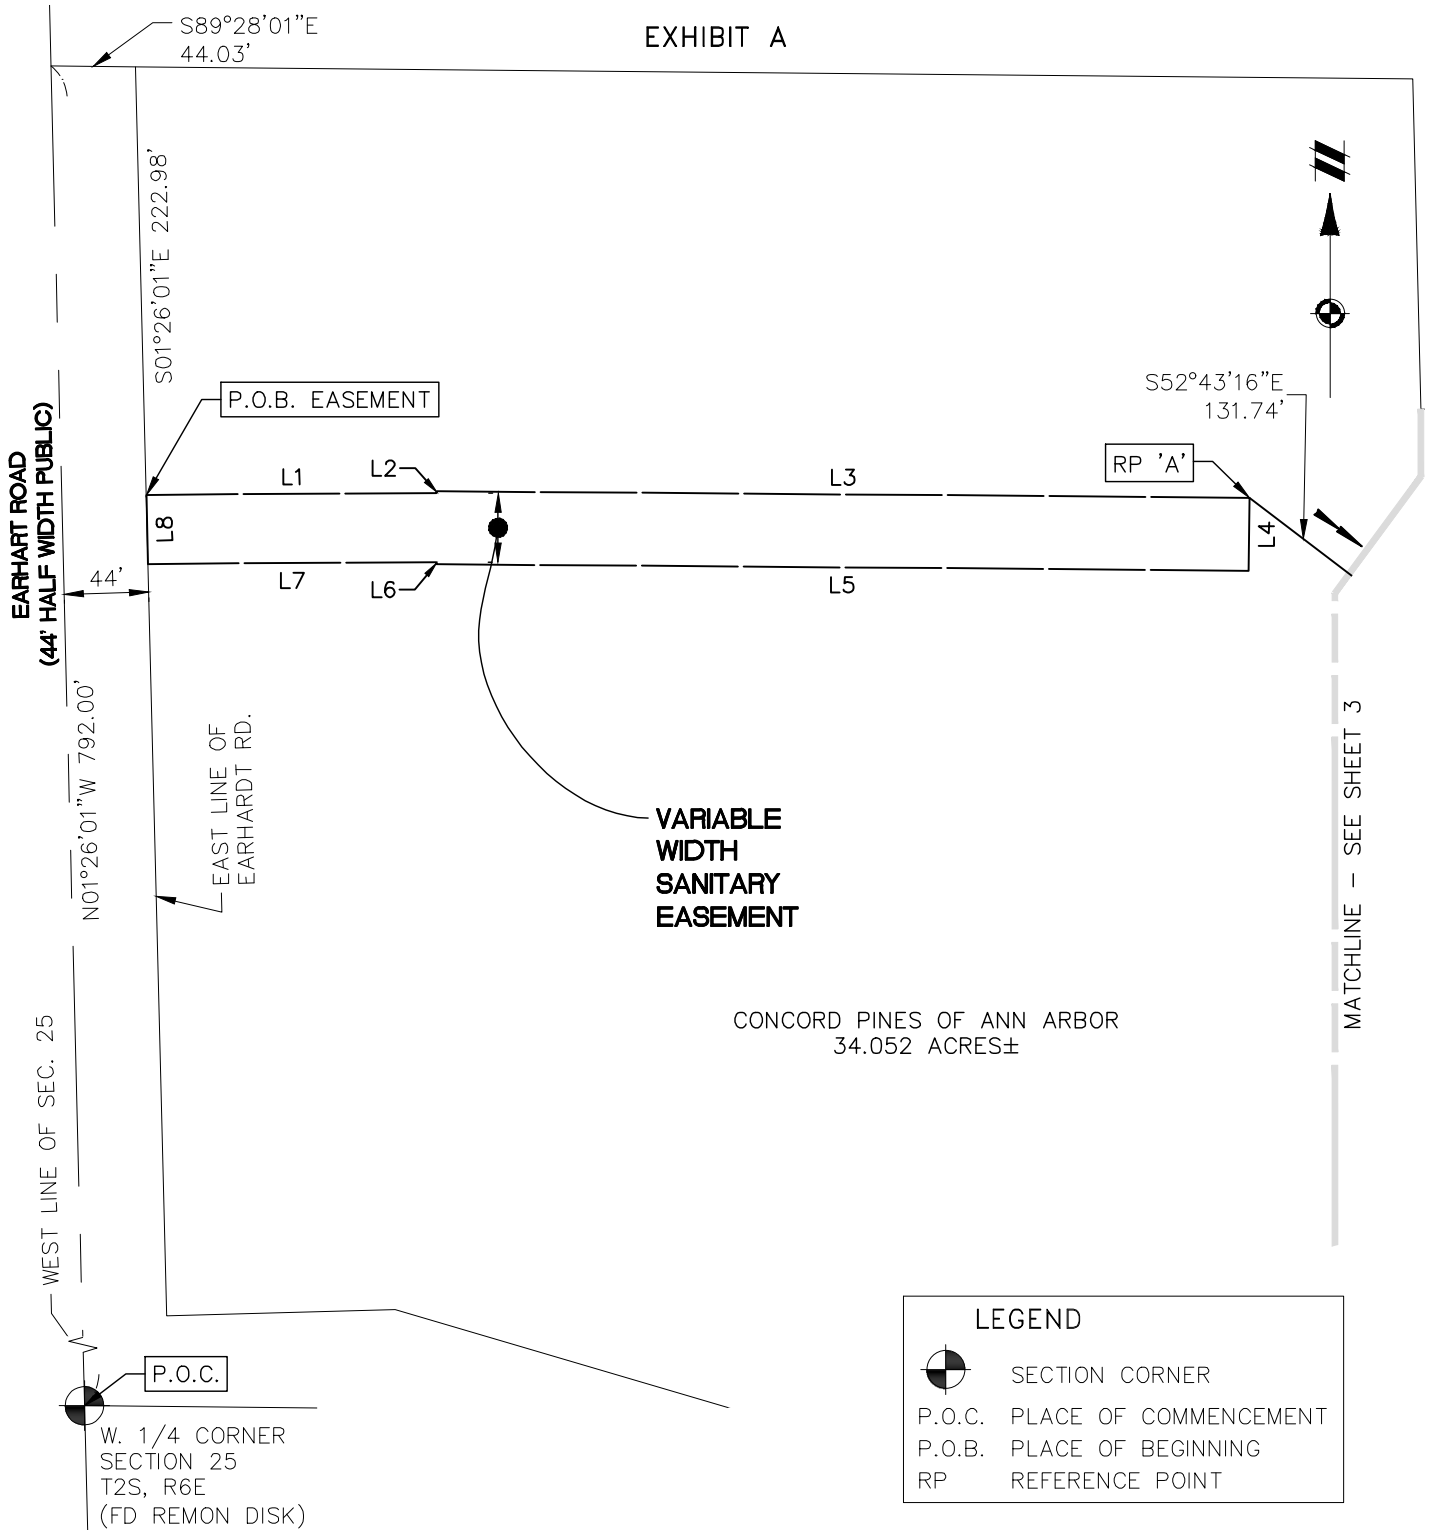 EXHIBIT A
S89°28'01"E
44.03'
S01°26'01"E 222.98'
P.O.B. EASEMENT
S52°43'16"E
131.74'
RP 'A'
L1
L2
L3
L4
L8
L7
L6
L5
EARHART ROAD
(44' HALF WIDTH PUBLIC)
44'
N01°26'01"W 792.00'
EAST LINE OF
EARHARDT RD.
VARIABLE
WIDTH
SANITARY
EASEMENT
MATCHLINE - SEE SHEET 3
CONCORD PINES OF ANN ARBOR
34.052 ACRES±
WEST LINE OF SEC. 25
P.O.C.
W. 1/4 CORNER
SECTION 25
T2S, R6E
(FD REMON DISK)
LEGEND
SECTION CORNER
P.O.C. PLACE OF COMMENCEMENT
P.O.B. PLACE OF BEGINNING
RP REFERENCE POINT